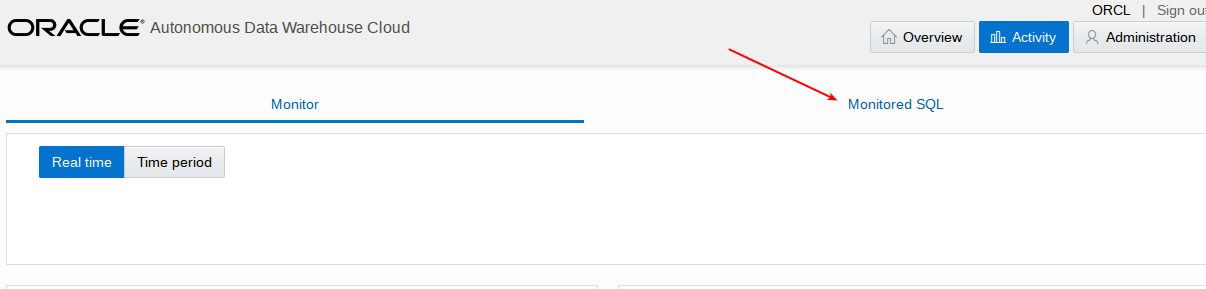 ORCL | Sign out
ORACLE® Autonomous Data Warehouse Cloud
Overview Activity Administration
Monitor Monitored SQL
Real time Time period